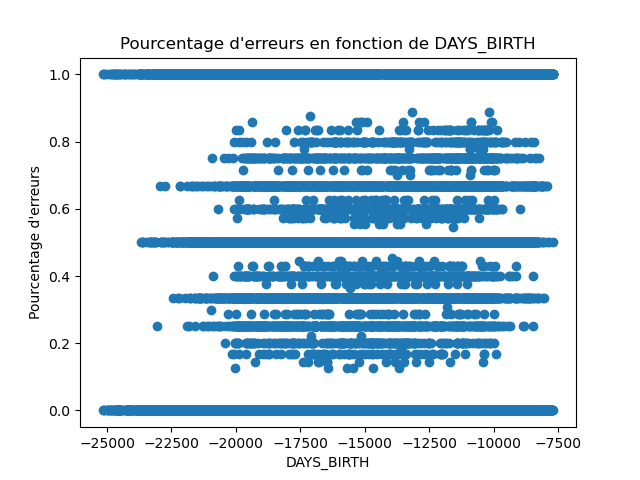 Pourcentage d'erreurs en fonction de DAYS_BIRTH
1.0
0.8
0.6
0.4
0.2
0.0
Pourcentage d'erreurs
−25000 −22500 −20000 −17500 −15000 −12500 −10000 −7500
DAYS_BIRTH